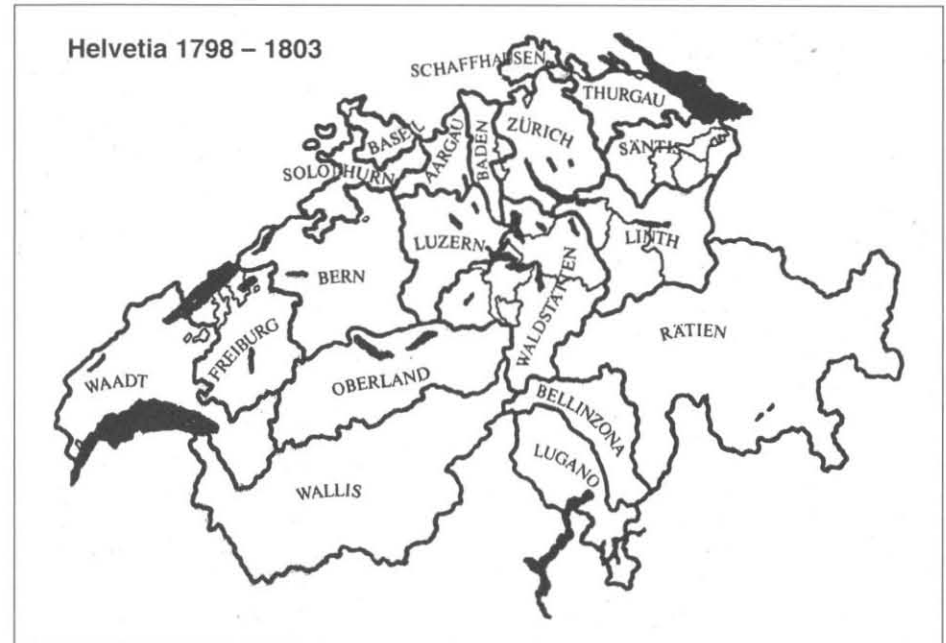 Helvetia 1798 – 1803
SCHAFFHAUSEN
THURGAU
BASEL
AARGAU
BADEN
ZÜRICH
SÄNTIS
SOLOTHURN
LUZERN
LINTH
BERN
WALDSTÄTTEN
RÄTIEN
FREIBURG
WAADT
OBERLAND
BELLINZONA
LUGANO
WALLIS